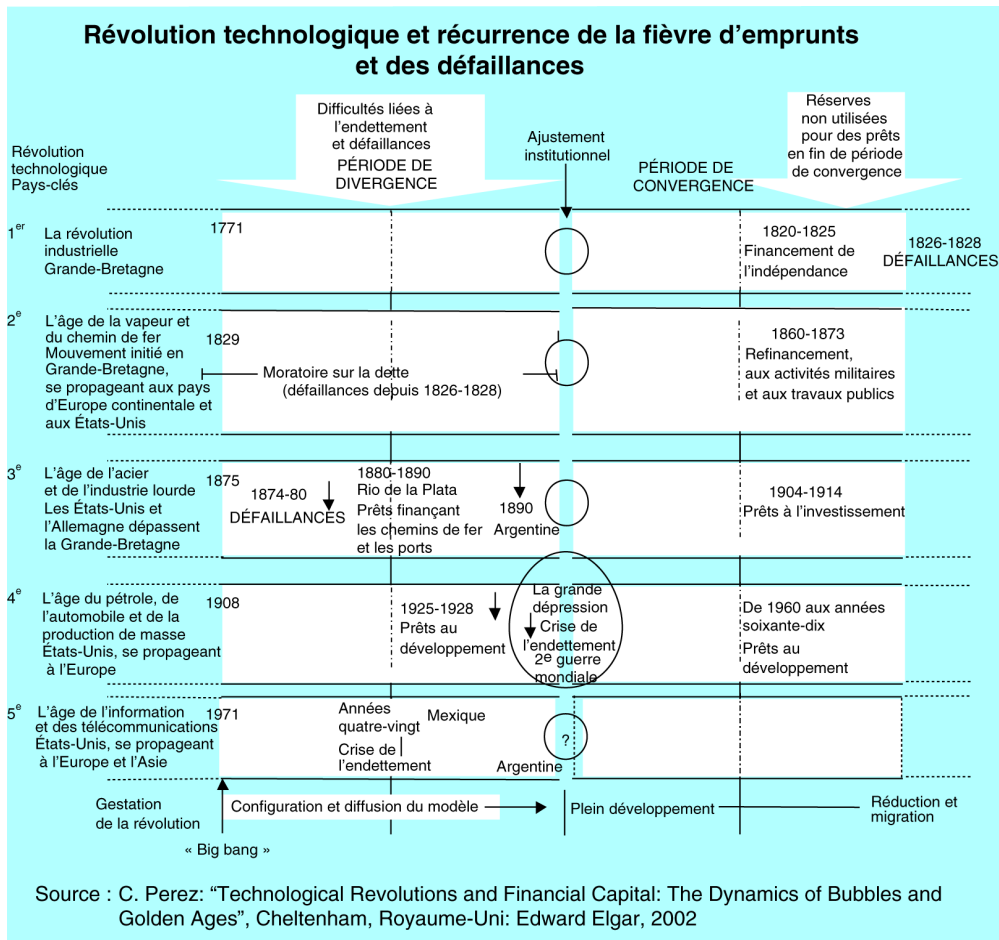 Révolution technologique et récurrence de la fièvre d’emprunts
et des défaillances
Révolution
technologique
Pays-clés
Difficultés liées à
l’endettement
et défaillances
PÉRIODE DE
DIVERGENCE
Ajustement
institutionnel
PÉRIODE DE
CONVERGENCE
Réserves
non utilisées
pour des prêts
en fin de période
de convergence
1er
La révolution
industrielle
Grande-Bretagne
1771
1820-1825
Financement de
l’indépendance
1826-1828
DÉFAILLANCES
2e
L’âge de la vapeur et
du chemin de fer
Mouvement initié en
Grande-Bretagne,
se propageant aux pays
d’Europe continentale et
aux États-Unis
1829
Moratoire sur la dette
(défaillances depuis 1826-1828)
1860-1873
Refinancement,
aux activités militaires
et aux travaux publics
3e
L’âge de l’acier
et de l’industrie lourde
Les États-Unis et
l’Allemagne dépassent
la Grande-Bretagne
1875
1874-80
DÉFAILLANCES
1880-1890
Rio de la Plata
Prêts finançant
les chemins de fer
et les ports
1890
Argentine
1904-1914
Prêts à l’investissement
4e
L’âge du pétrole, de
l’automobile et de la
production de masse
États-Unis, se propageant
à l’Europe
1908
1925-1928
Prêts au
développement
La grande
dépression
Crise de
l’endettement
2e guerre
mondiale
De 1960 aux années
soixante-dix
Prêts au
développement
5e
L’âge de l’information
et des télécommunications
États-Unis, se propageant
à l’Europe et l’Asie
1971
Années
quatre-vingt
Mexique
Crise de
l’endettement
Argentine
?
Gestation
de la révolution
Configuration et diffusion du modèle
Plein développement
Réduction et
migration
« Big bang »
Source : C. Perez: “Technological Revolutions and Financial Capital: The Dynamics of Bubbles and
Golden Ages”, Cheltenham, Royaume-Uni: Edward Elgar, 2002